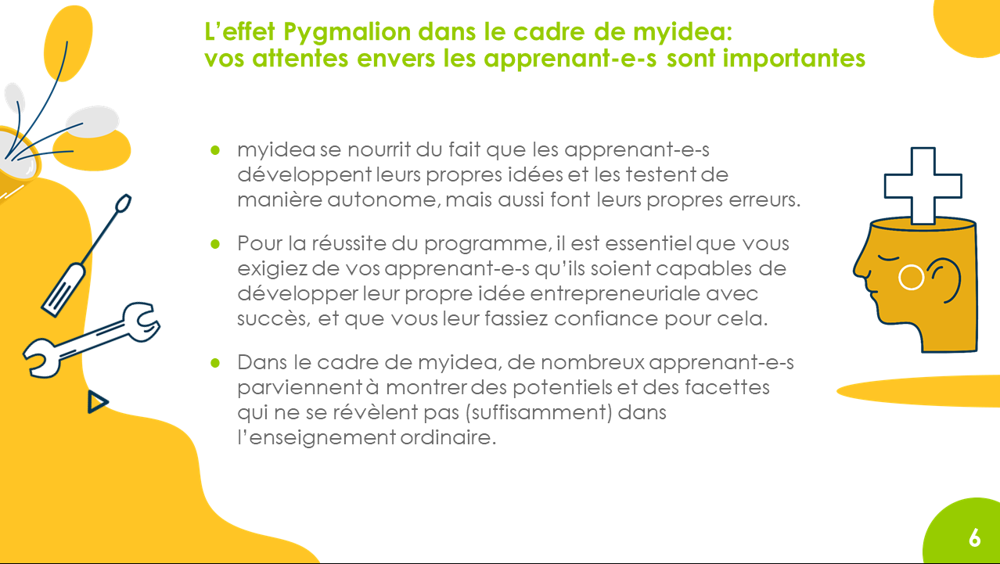 L’effet Pygmalion dans le cadre de myidea:
vos attentes envers les apprenant-e-s sont importantes
● myidea se nourrit du fait que les apprenant-e-s
développent leurs propres idées et les testent de
manière autonome, mais aussi font leurs propres erreurs.
● Pour la réussite du programme, il est essentiel que vous
exigiez de vos apprenant-e-s qu’ils soient capables de
développer leur propre idée entrepreneuriale avec
succès, et que vous leur fassiez confiance pour cela.
● Dans le cadre de myidea, de nombreux apprenant-e-s
parviennent à montrer des potentiels et des facettes
qui ne se révèlent pas (suffisamment) dans
l’enseignement ordinaire.
6